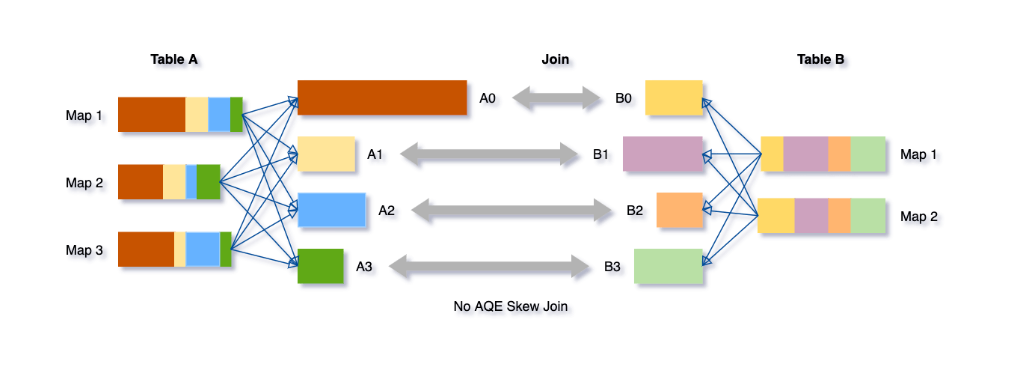 Table A
Join
Table B
Map 1
A0
B0
A1
B1
Map 1
Map 2
A2
B2
Map 2
Map 3
A3
B3
No AQE Skew Join